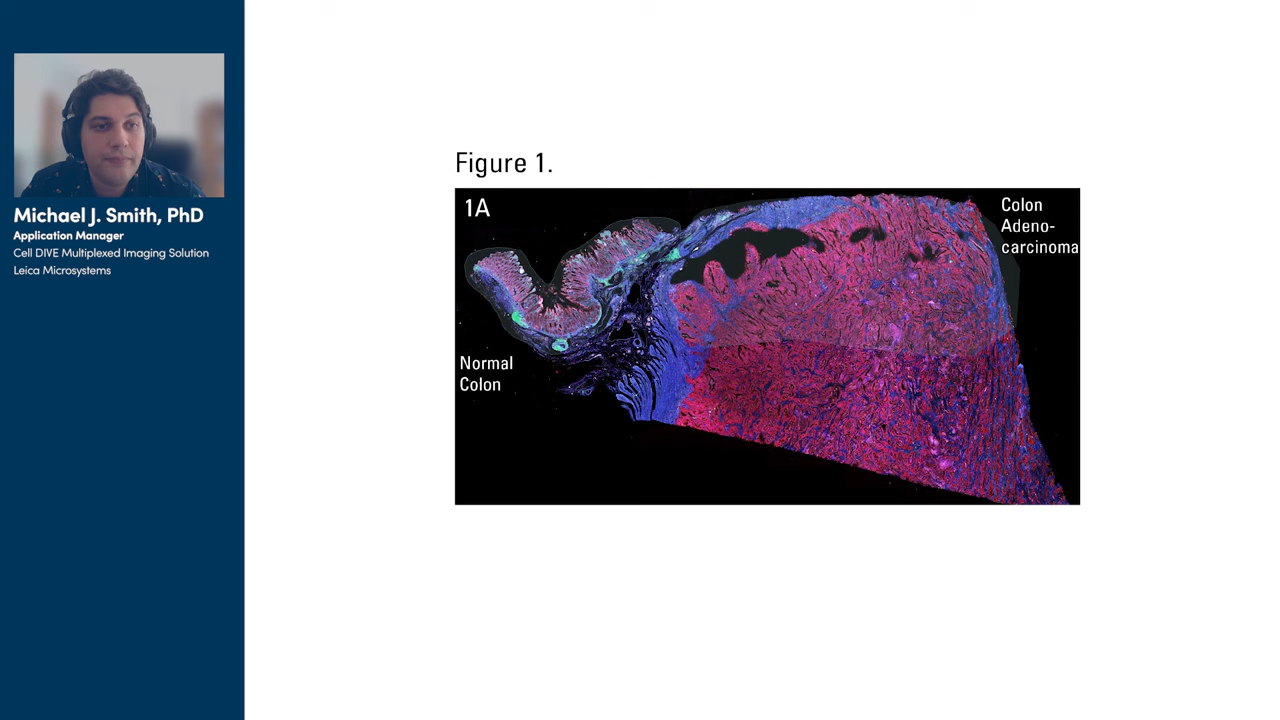 Michael J. Smith, PhD
Application Manager
Cell DIVE Multiplexed Imaging Solution
Leica Microsystems
Figure 1.
1A
Colon
Adeno-
carcinoma
Normal
Colon